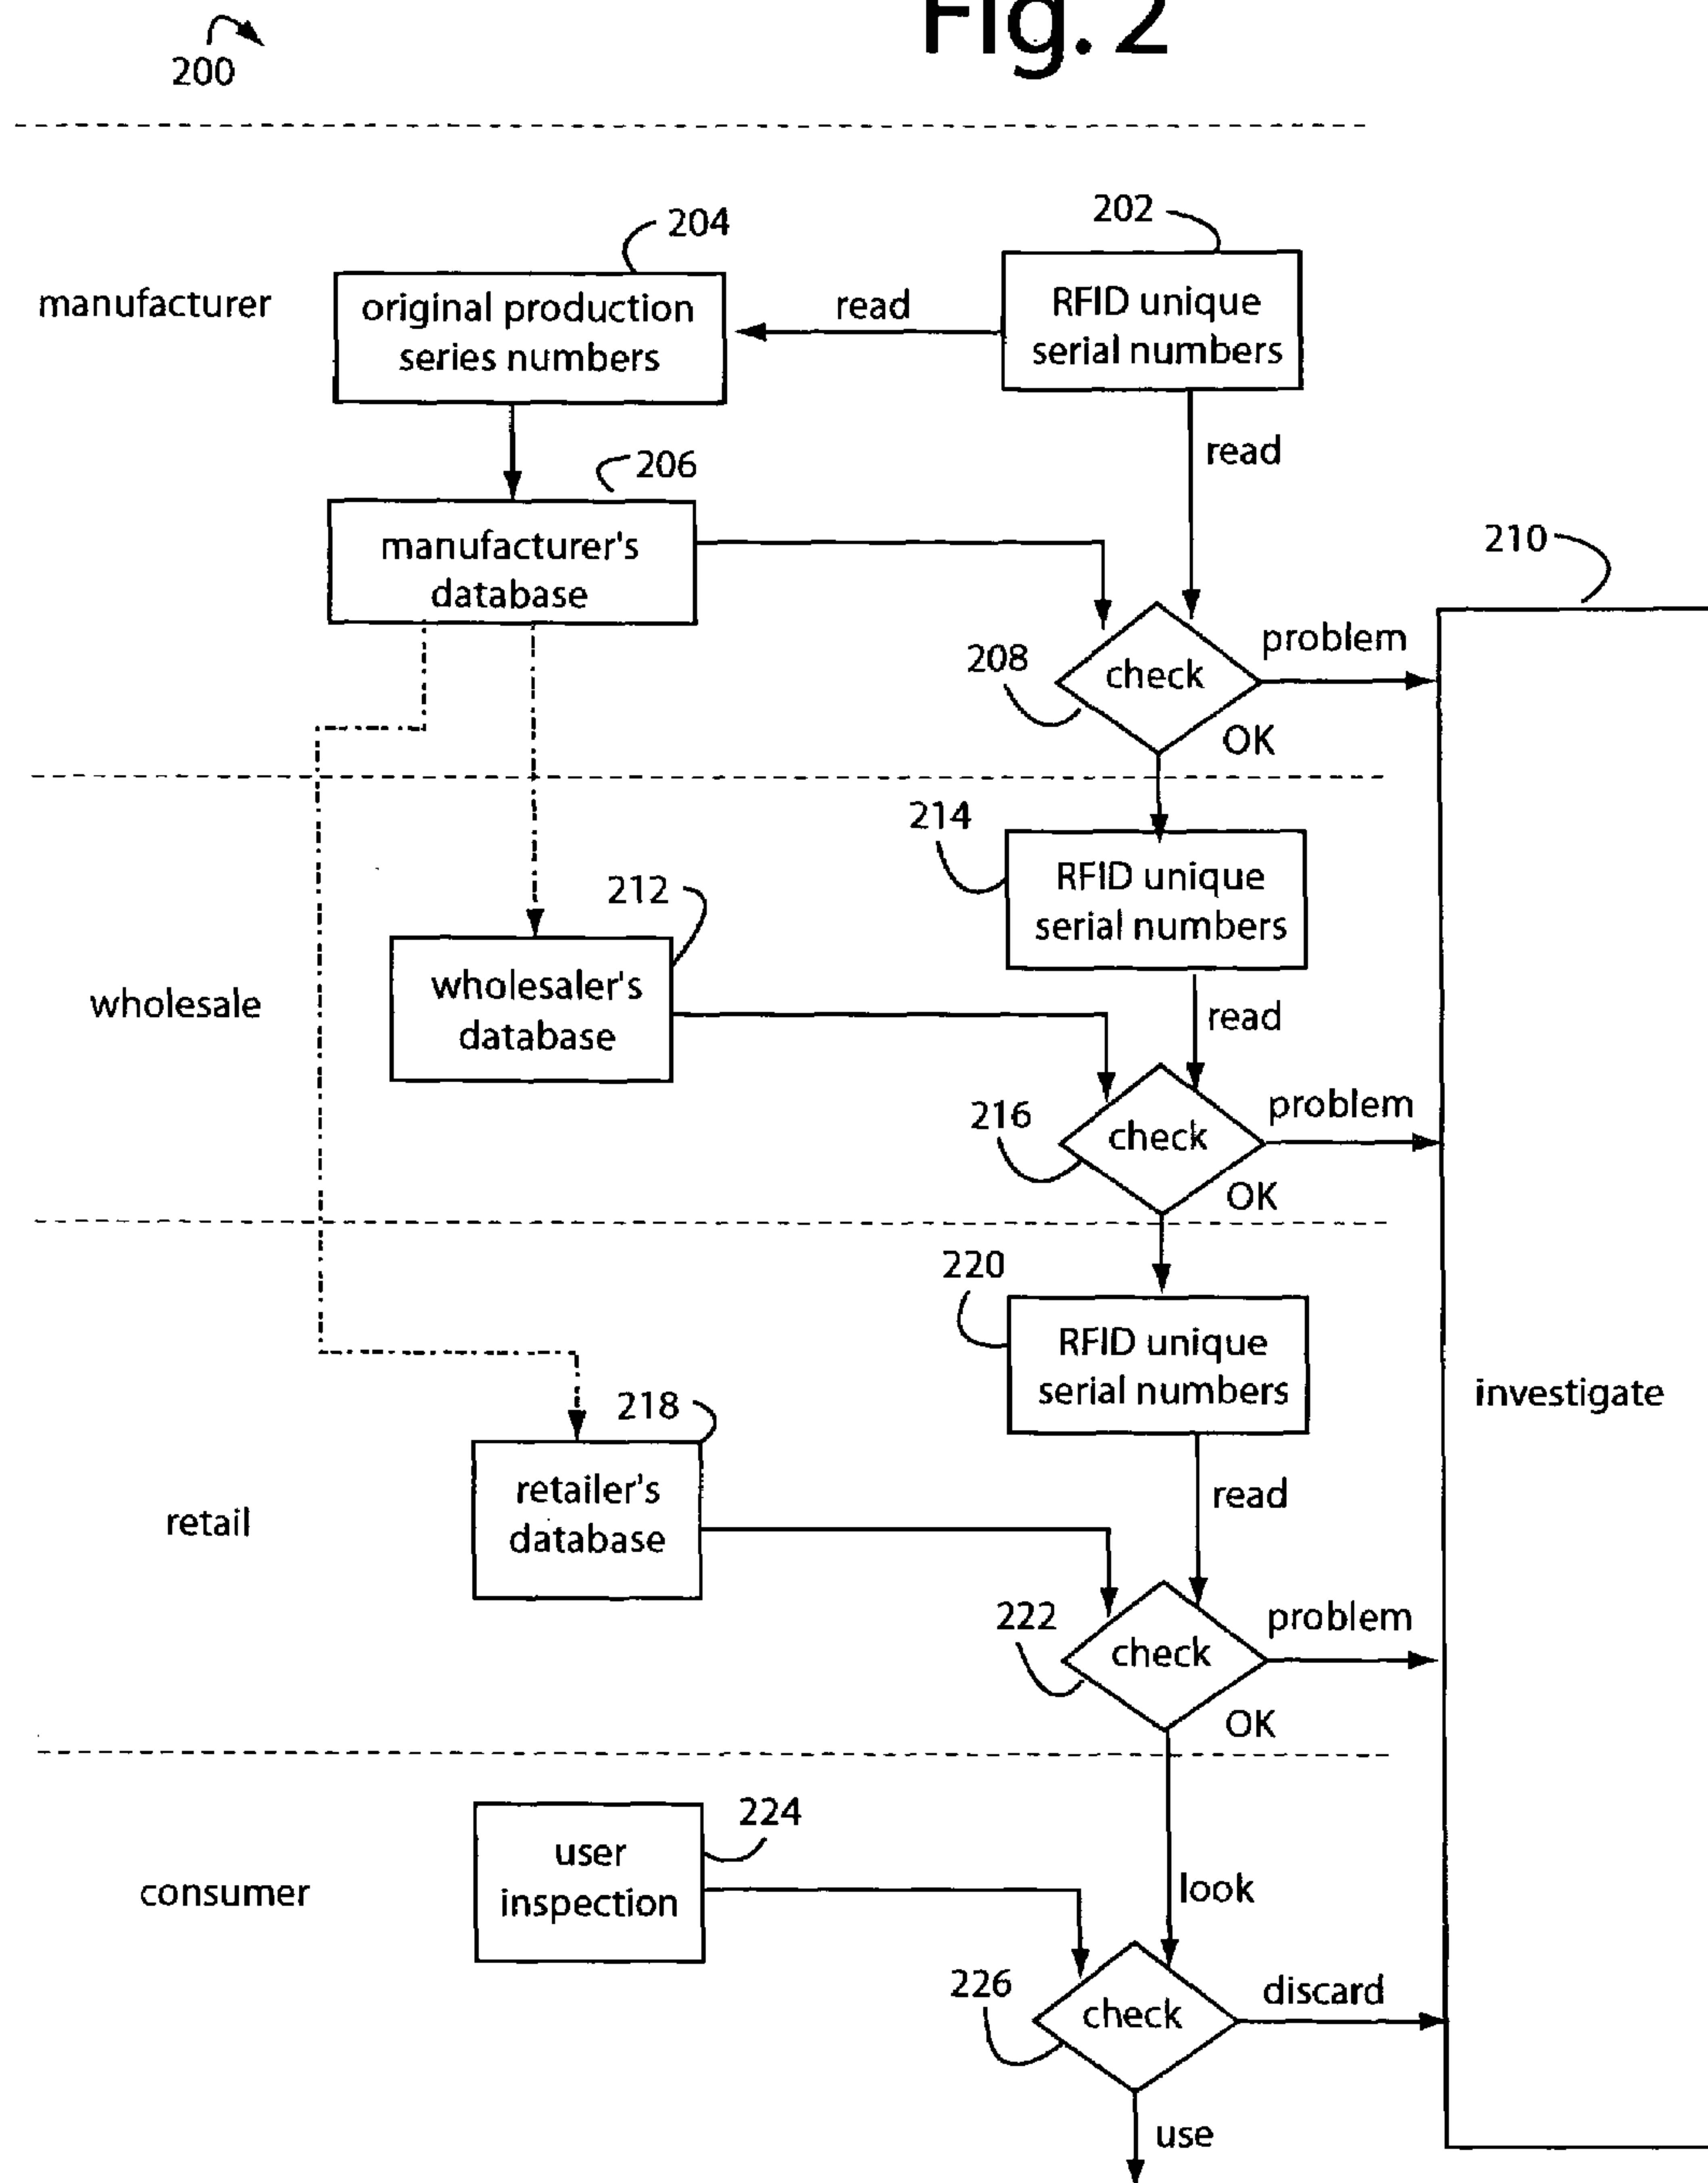 Fig. 2
200
204
202
manufacturer
original production
series numbers
read
RFID unique
serial numbers
read
206
manufacturer's
database
210
208
check
problem
OK
214
RFID unique
serial numbers
212
wholesale
wholesaler's
database
read
216
check
problem
OK
220
RFID unique
serial numbers
investigate
218
retail
retailer's
database
read
222
check
problem
OK
224
consumer
user
inspection
look
226
check
discard
use